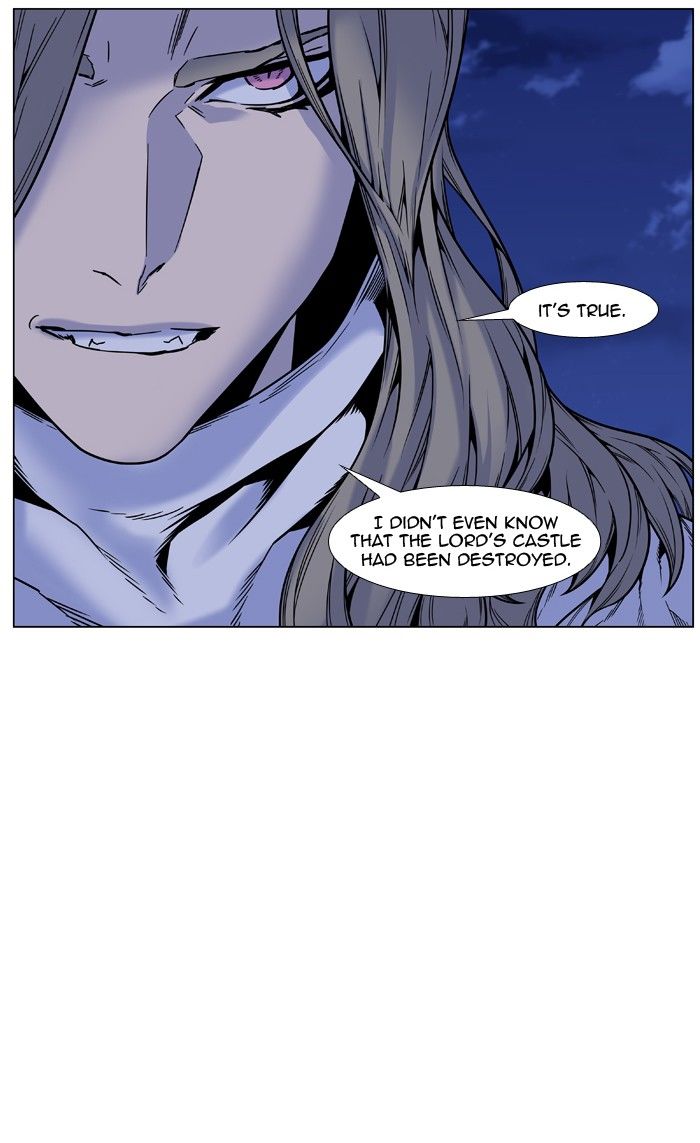 IT'S TRUE.
I DIDN'T EVEN KNOW
THAT THE LORD'S CASTLE
HAD BEEN DESTROYED.